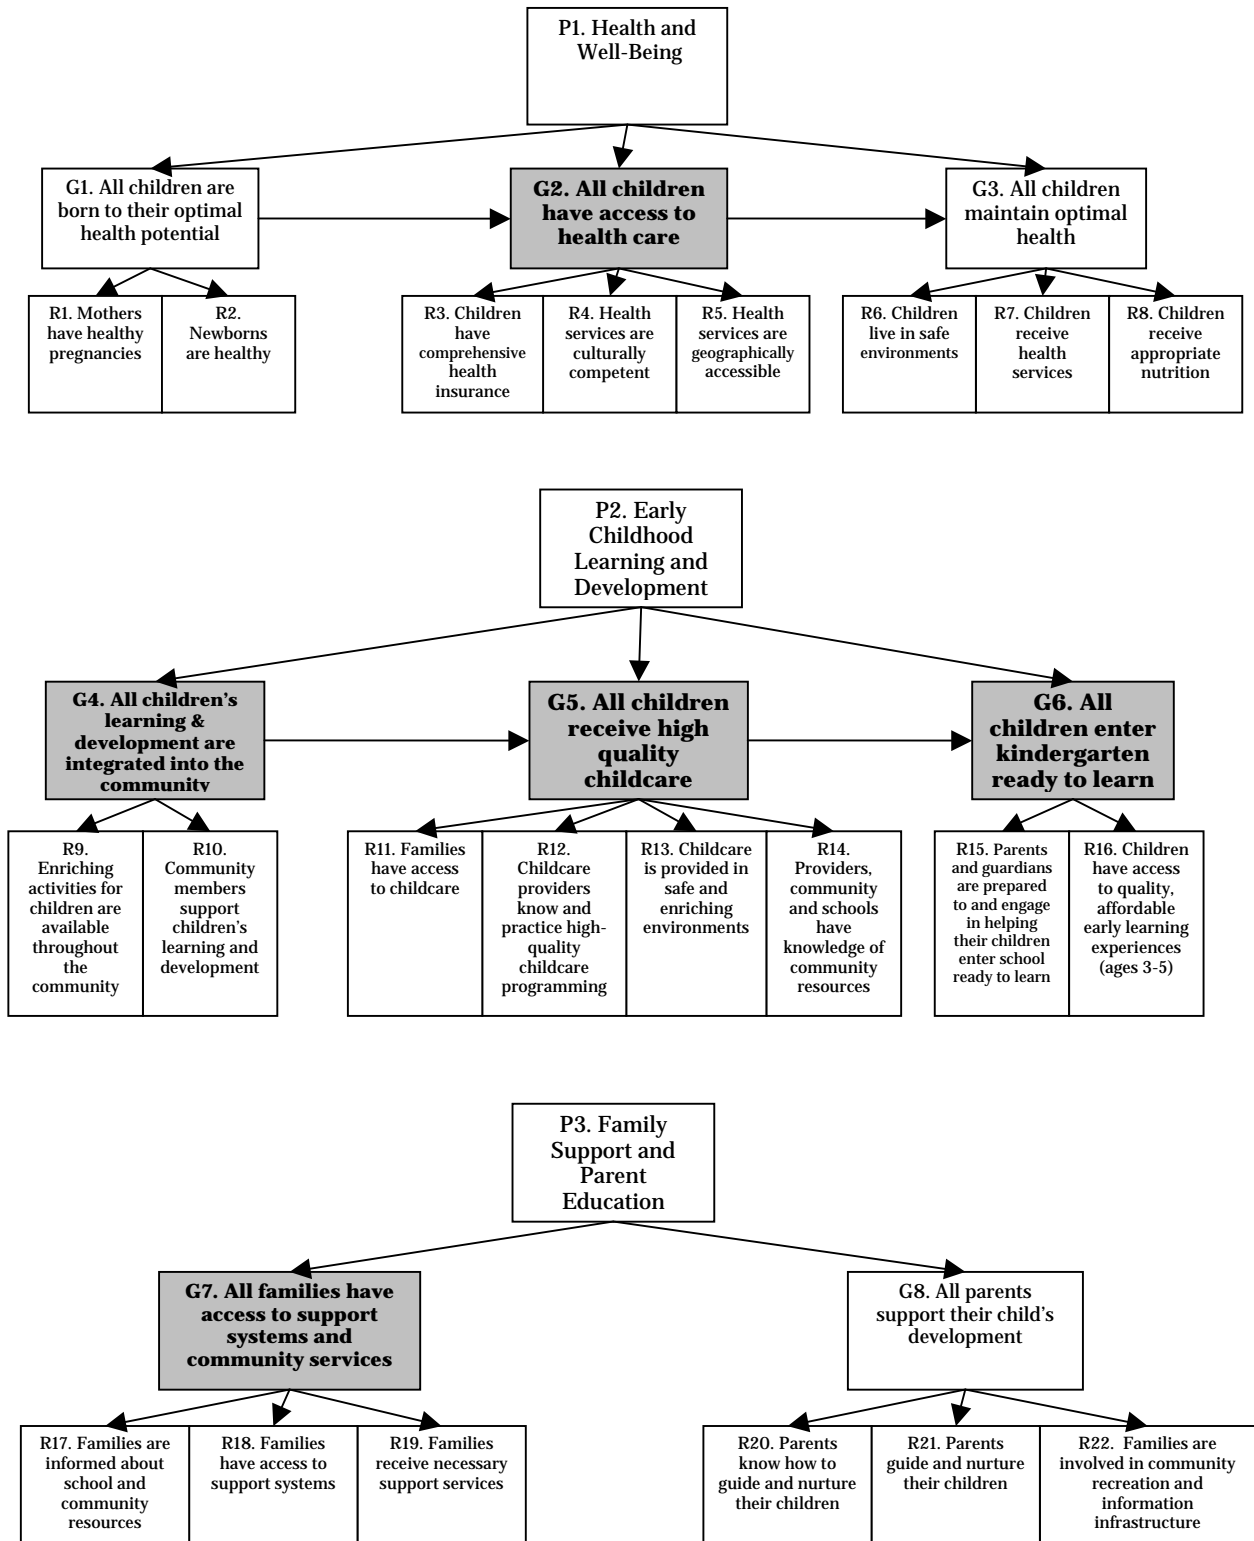 P1. Health and
Well-Being
G1. All children are
born to their optimal
health potential
G2. All children
have access to
health care
G3. All children
maintain optimal
health
R1. Mothers
have healthy
pregnancies
R2.
Newborns
are healthy
R3. Children
have
comprehensive
health
insurance
R4. Health
services are
culturally
competent
R5. Health
services are
geographically
accessible
R6. Children
live in safe
environments
R7. Children
receive
health
services
R8. Children
receive
appropriate
nutrition
P2. Early
Childhood
Learning and
Development
G4. All children's
learning &
development are
integrated into the
community
G5. All children
receive high
quality
childcare
G6. All
children enter
kindergarten
ready to learn
R9.
Enriching
activities for
children are
available
throughout
the
community
R10.
Community
members
support
children's
learning and
development
R11. Families
have access
to childcare
R12.
Childcare
providers
know and
practice high-
quality
childcare
programming
R13. Childcare
is provided in
safe and
enriching
environments
R14.
Providers,
community
and schools
have
knowledge of
community
resources
R15. Parents
and guardians
are prepared
to and engage
in helping
their children
enter school
ready to learn
R16. Children
have access
to quality,
affordable
early learning
experiences
(ages 3-5)
P3. Family
Support and
Parent
Education
G7. All families have
access to support
systems and
community services
G8. All parents
support their child's
development
R17. Families are
informed about
school and
community
resources
R18. Families
have access to
support systems
R19. Families
receive necessary
support services
R20. Parents
know how to
guide and nurture
their children
R21. Parents
guide and nurture
their children
R22. Families are
involved in community
recreation and
information
infrastructure